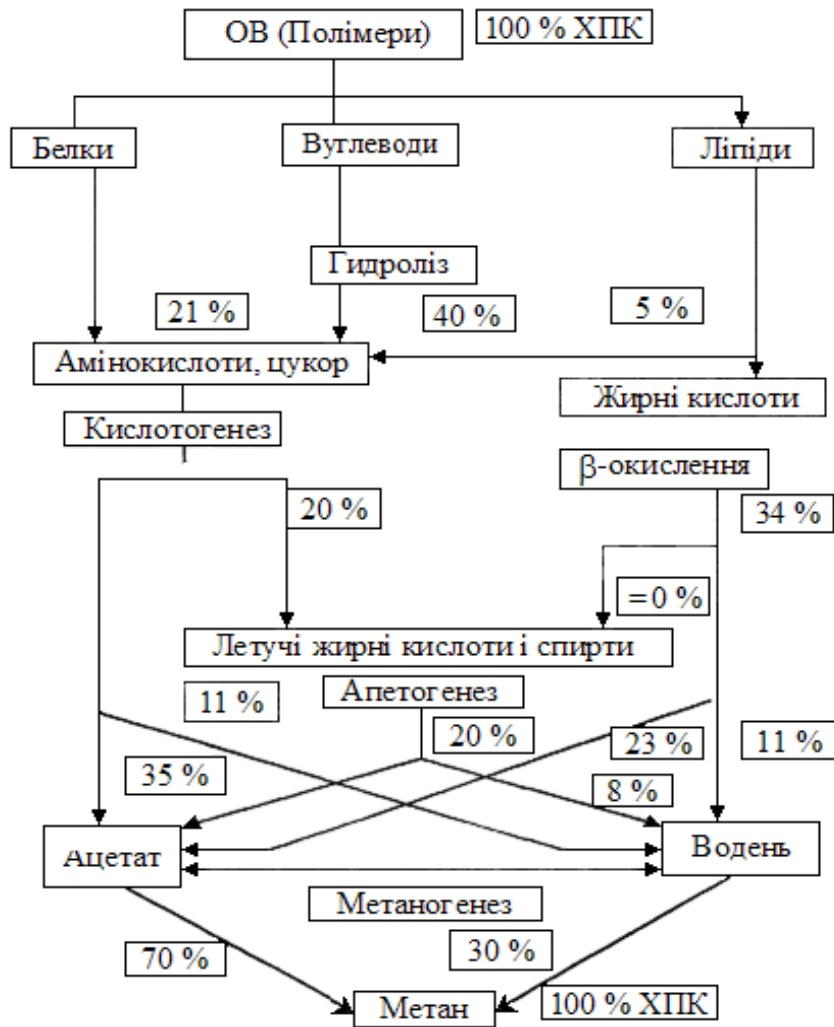 ОВ (Полімери)
100 % ХПК
Белки
Вуглеводи
Ліпіди
Гидроліз
21 %
40 %
5 %
Амінокислоти, цукор
Жирні кислоти
Кислотогенез
β-окислення
20 %
34 %
=0 %
Летучі жирні кислоти і спирти
11 %
Апетогенез
20 %
23 %
11 %
35 %
8 %
Ацетат
Водень
Метаногенез
70 %
30 %
Метан
100 % ХПК